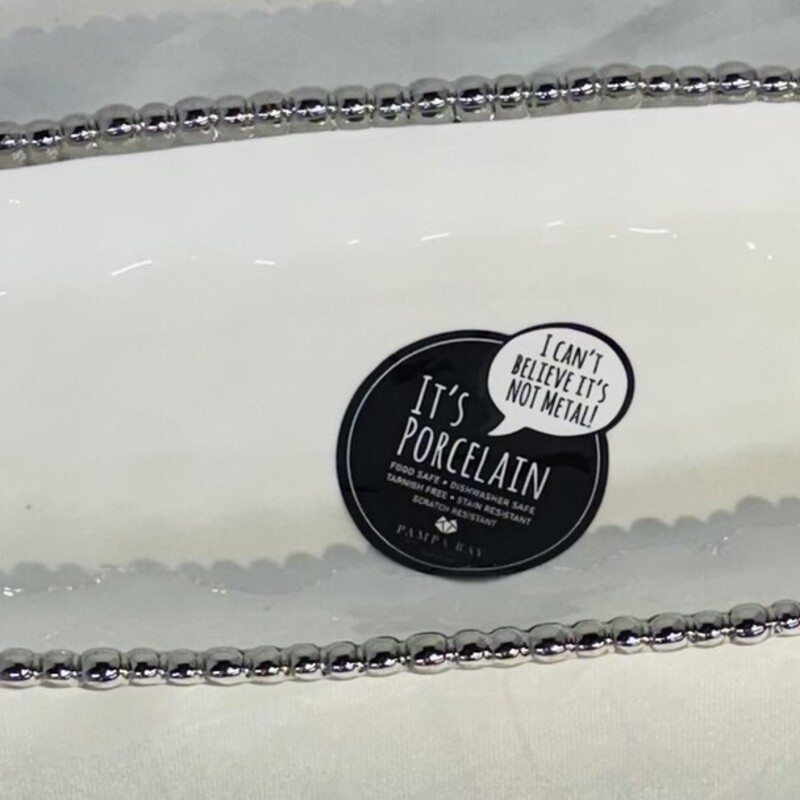 I CAN'T
BELIEVE IT'S
NOT METAL!
IT'S
PORCELAIN
FOOD SAFE • DISHWASHER SAFE
TARNISH FREE • STAIN RESISTANT
SCRATCH RESISTANT
PAMPA BAY